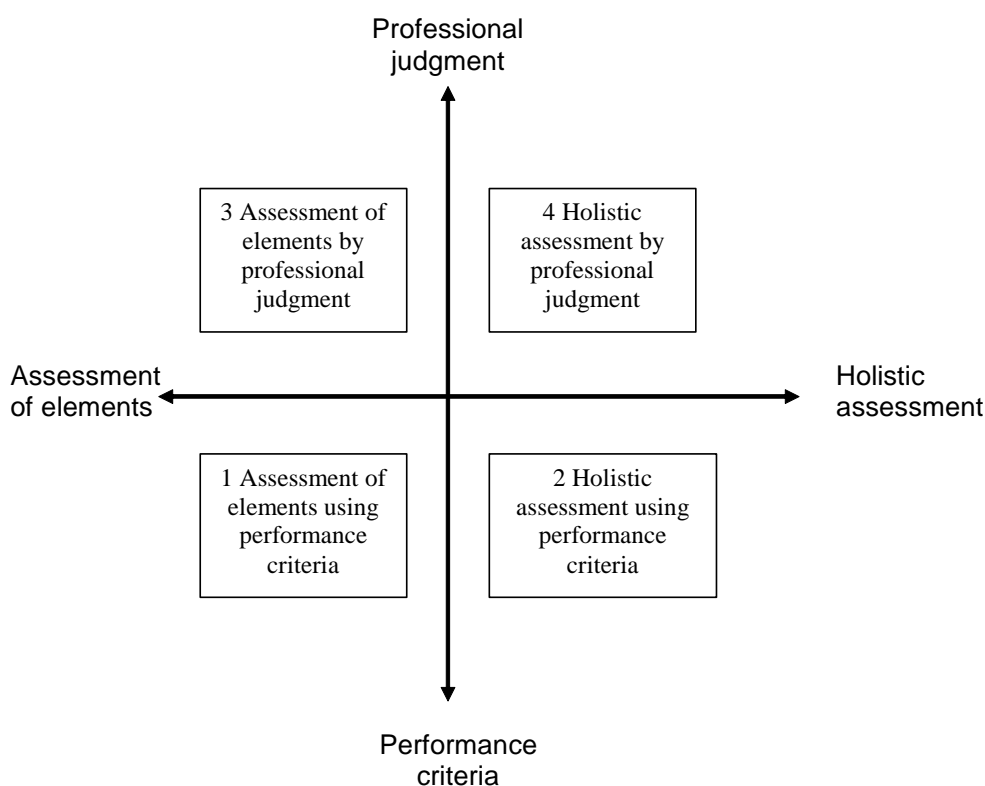 Professional
judgment
3 Assessment of
elements by
professional
judgment
4 Holistic
assessment by
professional
judgment
Assessment
of elements
Holistic
assessment
1 Assessment of
elements using
performance
criteria
2 Holistic
assessment using
performance
criteria
Performance
criteria